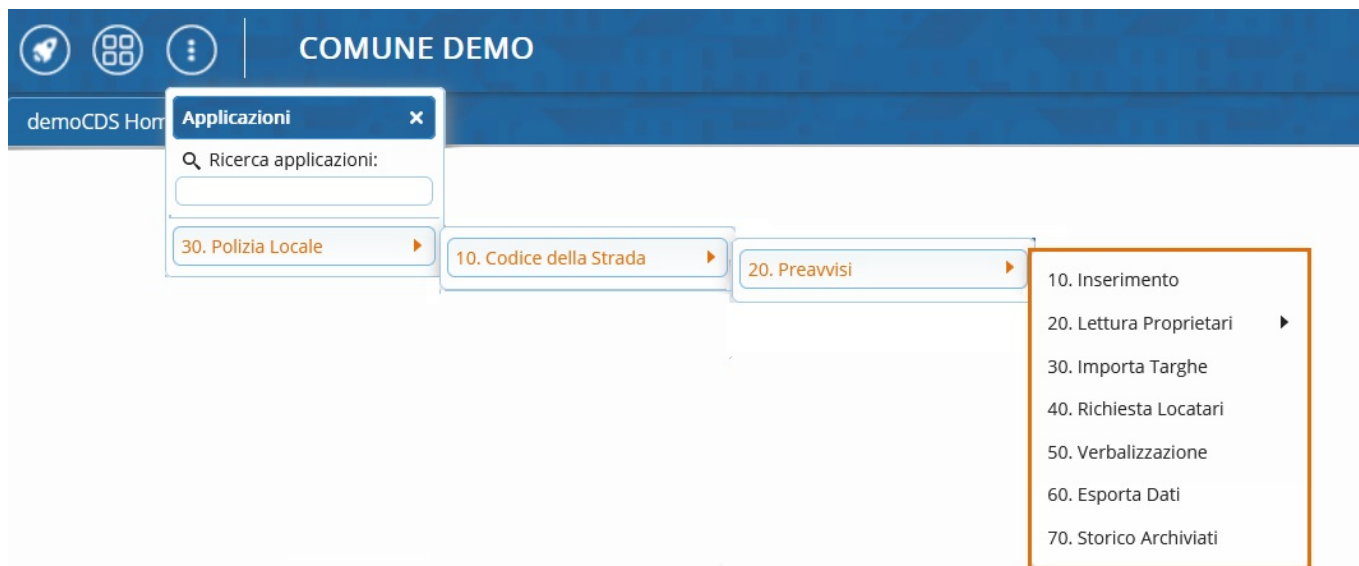 COMUNE DEMO
demoCDS Hom
Applicazioni
Ricerca applicazioni:
30. Polizia Locale
10. Codice della Strada
20. Preavvisi
10. Inserimento
20. Lettura Proprietari
30. Importa Targhe
40. Richiesta Locatari
50. Verbalizzazione
60. Esporta Dati
70. Storico Archiviati